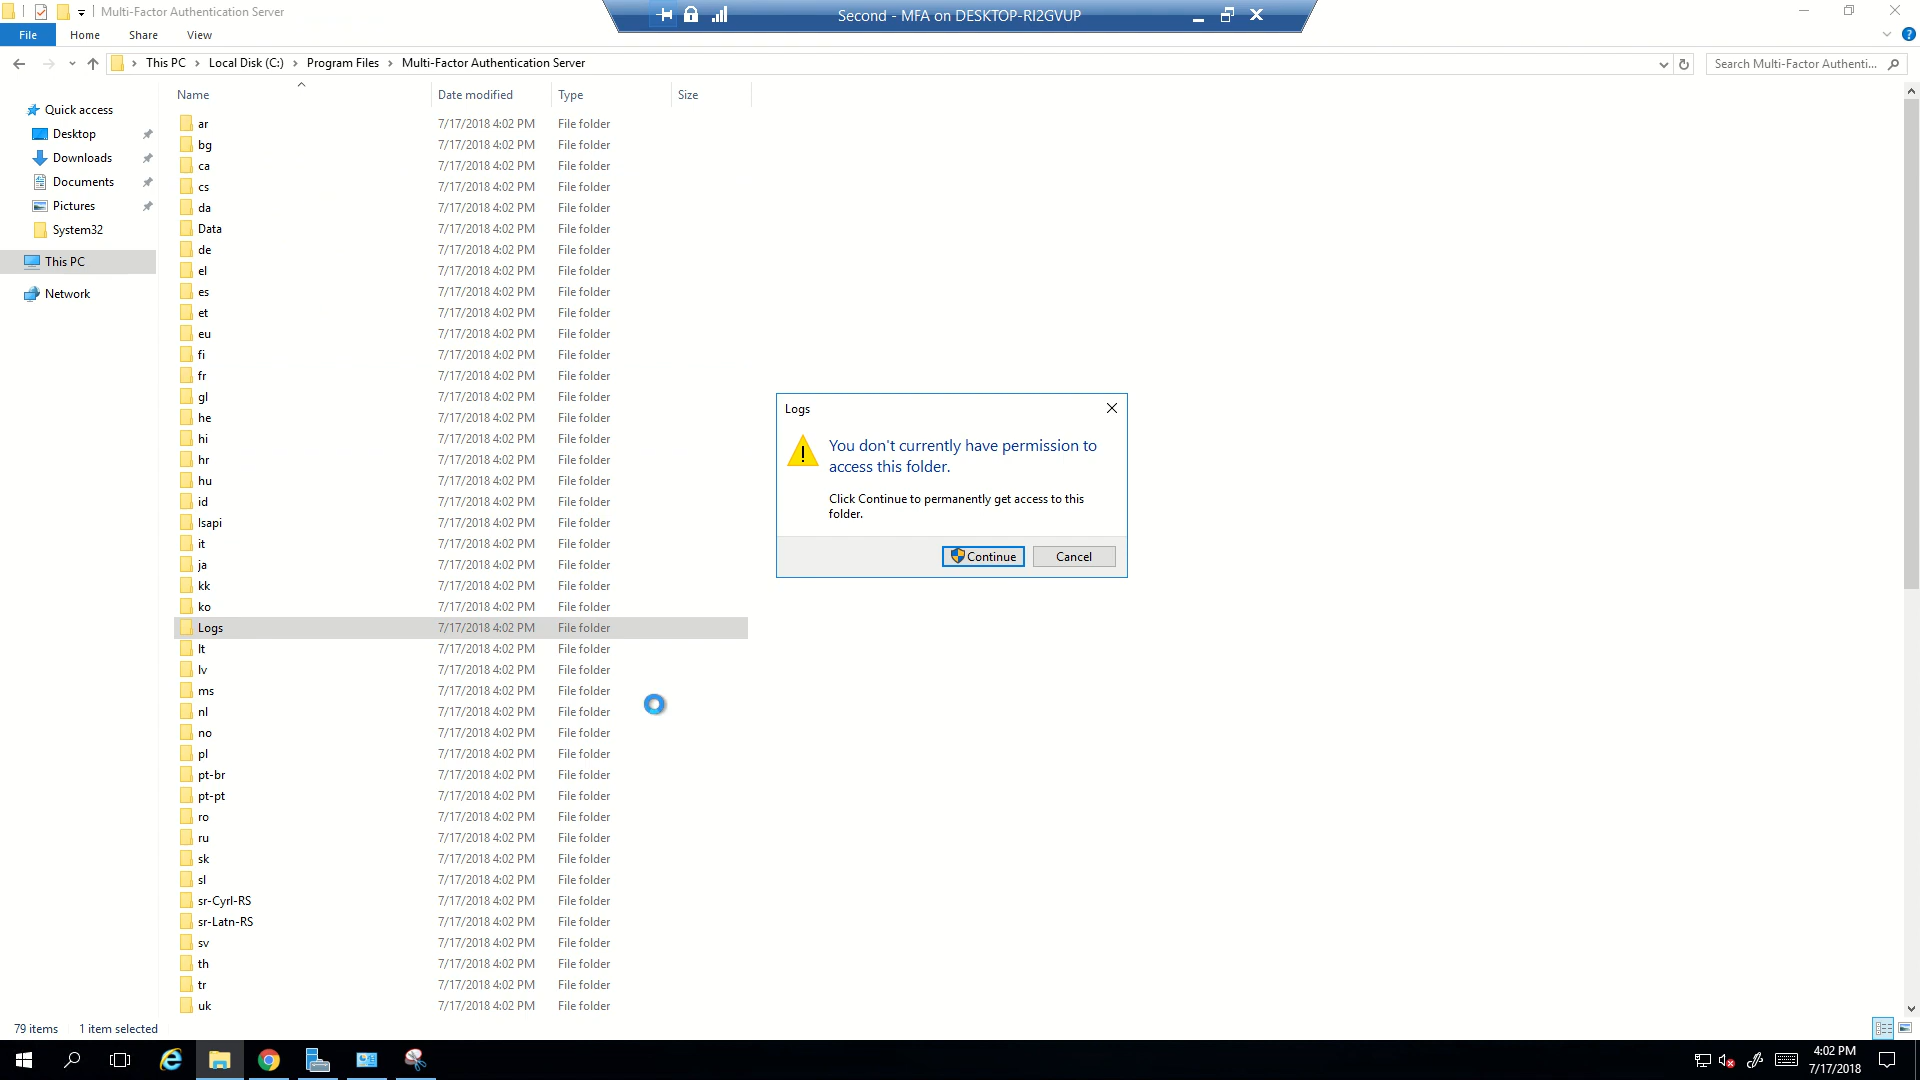 Multi-Factor Authentication Server
Second - MFA on DESKTOP-RI2GVUP
File Home Share View
This PC Local Disk (C:) Program Files Multi-Factor Authentication Server
Search Multi-Factor Authenti...
Quick access
Desktop
Downloads
Documents
Pictures
System32
This PC
Network
Name Date modified Type Size
ar 7/17/2018 4:02 PM File folder
bg 7/17/2018 4:02 PM File folder
ca 7/17/2018 4:02 PM File folder
cs 7/17/2018 4:02 PM File folder
da 7/17/2018 4:02 PM File folder
Data 7/17/2018 4:02 PM File folder
de 7/17/2018 4:02 PM File folder
el 7/17/2018 4:02 PM File folder
es 7/17/2018 4:02 PM File folder
et 7/17/2018 4:02 PM File folder
eu 7/17/2018 4:02 PM File folder
fi 7/17/2018 4:02 PM File folder
fr 7/17/2018 4:02 PM File folder
gl 7/17/2018 4:02 PM File folder
he 7/17/2018 4:02 PM File folder
hi 7/17/2018 4:02 PM File folder
hr 7/17/2018 4:02 PM File folder
hu 7/17/2018 4:02 PM File folder
id 7/17/2018 4:02 PM File folder
Isapi 7/17/2018 4:02 PM File folder
it 7/17/2018 4:02 PM File folder
ja 7/17/2018 4:02 PM File folder
kk 7/17/2018 4:02 PM File folder
ko 7/17/2018 4:02 PM File folder
Logs 7/17/2018 4:02 PM File folder
lt 7/17/2018 4:02 PM File folder
lv 7/17/2018 4:02 PM File folder
ms 7/17/2018 4:02 PM File folder
nl 7/17/2018 4:02 PM File folder
no 7/17/2018 4:02 PM File folder
pl 7/17/2018 4:02 PM File folder
pt-br 7/17/2018 4:02 PM File folder
pt-pt 7/17/2018 4:02 PM File folder
ro 7/17/2018 4:02 PM File folder
ru 7/17/2018 4:02 PM File folder
sk 7/17/2018 4:02 PM File folder
sl 7/17/2018 4:02 PM File folder
sr-Cyrl-RS 7/17/2018 4:02 PM File folder
sr-Latn-RS 7/17/2018 4:02 PM File folder
sv 7/17/2018 4:02 PM File folder
th 7/17/2018 4:02 PM File folder
tr 7/17/2018 4:02 PM File folder
uk 7/17/2018 4:02 PM File folder
Logs
You don't currently have permission to
access this folder.
Click Continue to permanently get access to this
folder.
Continue Cancel
79 items 1 item selected
4:02 PM
7/17/2018